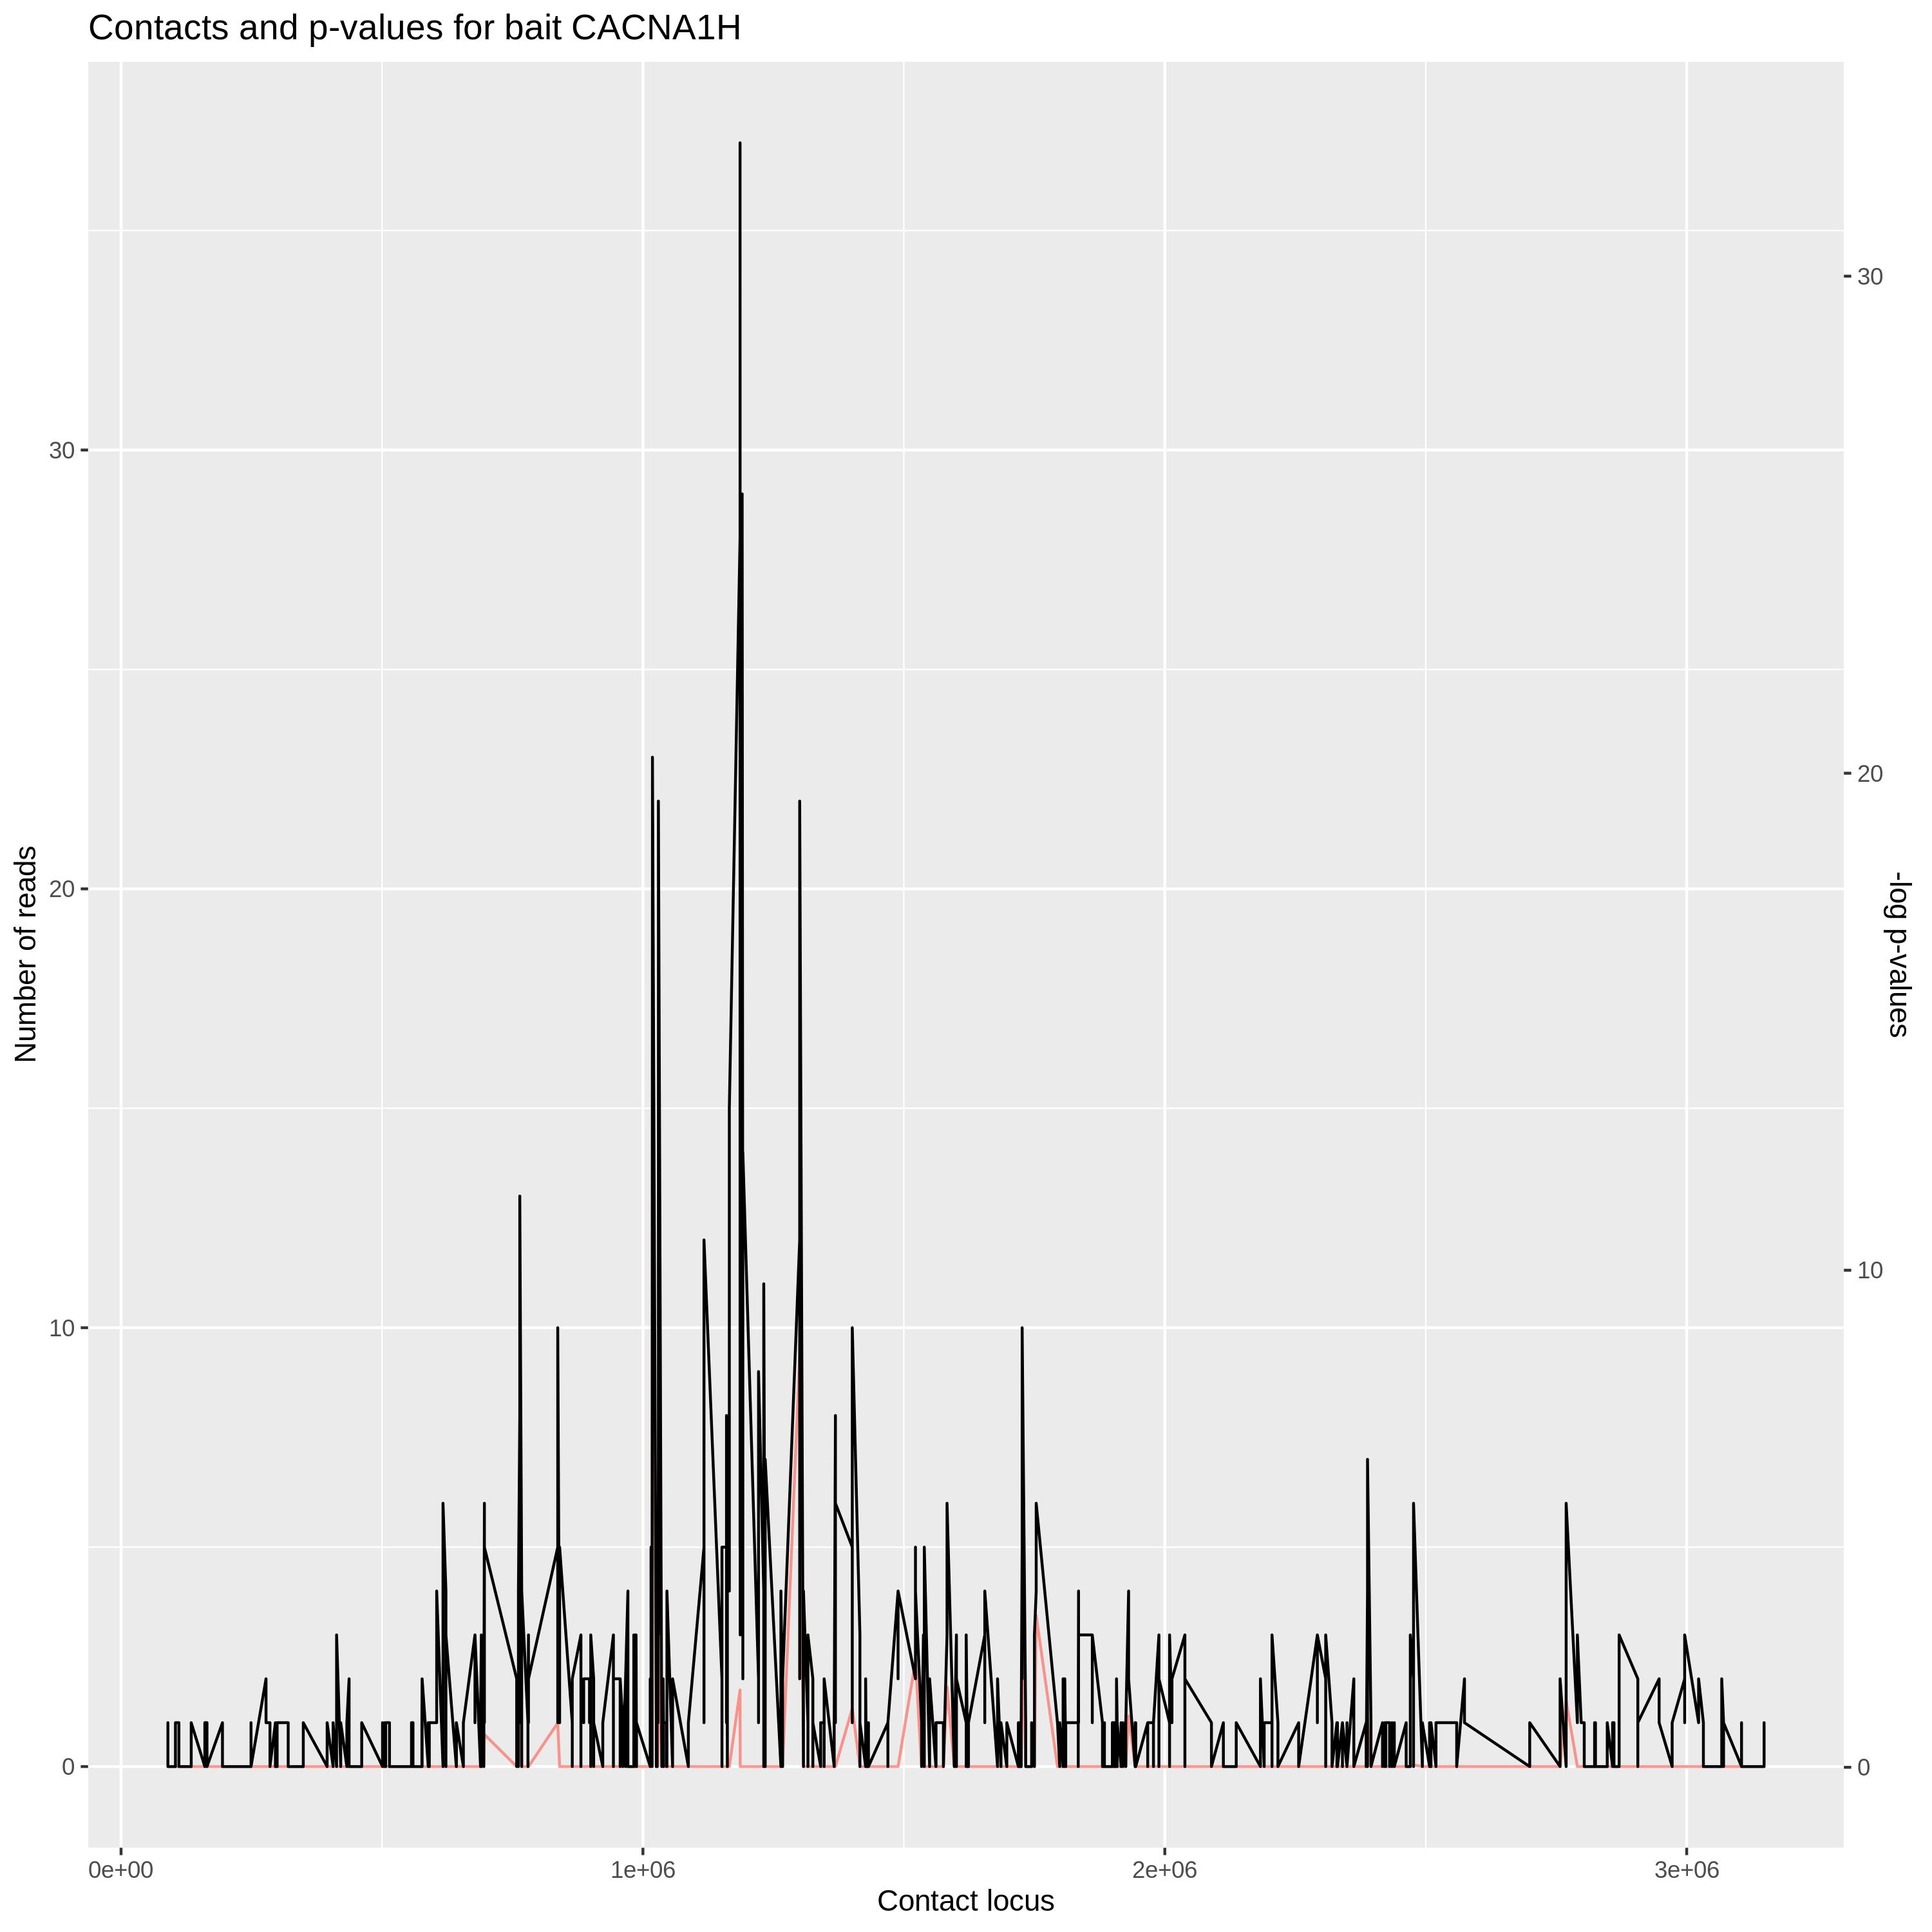 Contacts and p-values for bait CACNA1H
Number of reads
30
20
10
0
30
20
10
0
-log p-values
0e+00
1e+06
2e+06
3e+06
Contact locus